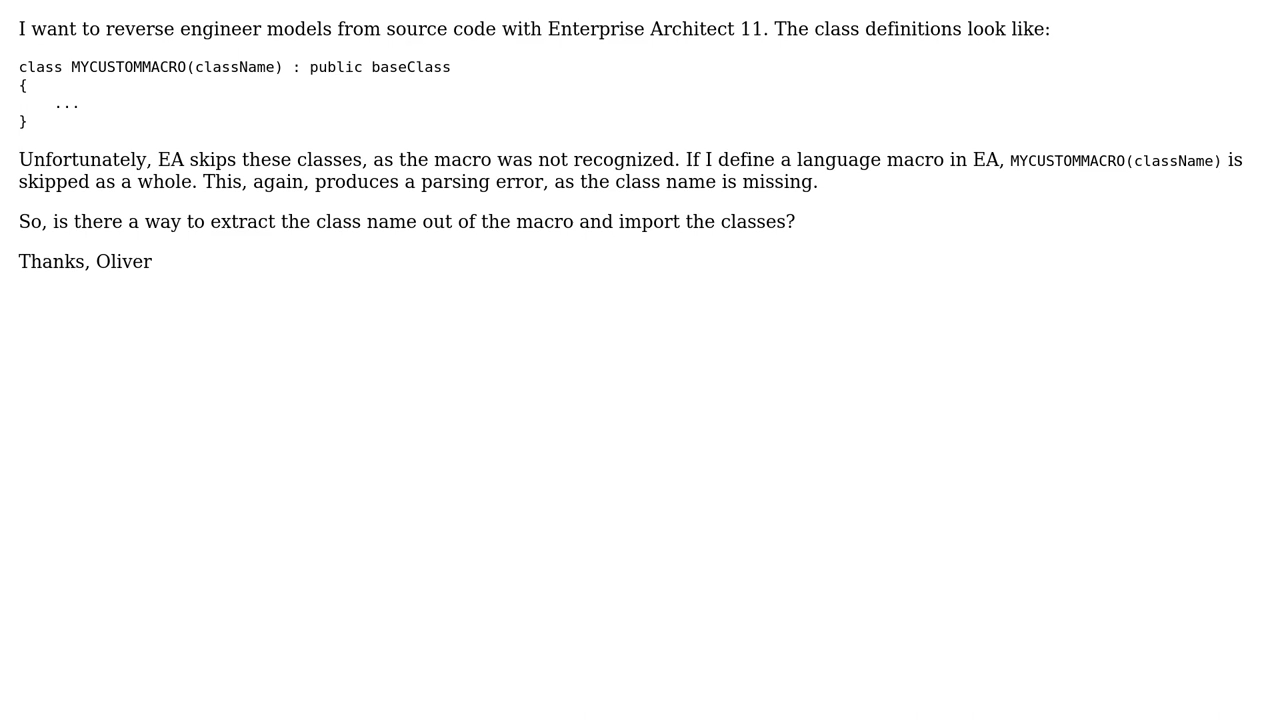 I want to reverse engineer models from source code with Enterprise Architect 11. The class definitions look like:
class MYCUSTOMMACRO(className) : public baseClass
{
    ...
}
Unfortunately, EA skips these classes, as the macro was not recognized. If I define a language macro in EA, MYCUSTOMMACRO(className) is
skipped as a whole. This, again, produces a parsing error, as the class name is missing.
So, is there a way to extract the class name out of the macro and import the classes?
Thanks, Oliver